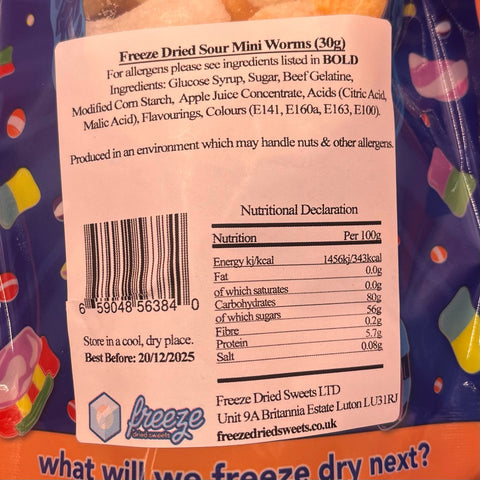 Freeze Dried Sour Mini Worms (30g)
For allergens please see ingredients listed in BOLD
Ingredients: Glucose Syrup, Sugar, Beef Gelatine,
Modified Corn Starch, Apple Juice Concentrate, Acids (Citric Acid,
Malic Acid), Flavourings, Colours (E141, E160a, E163, E100).
Produced in an environment which may handle nuts & other allergens.
Nutritional Declaration
Nutrition Per 100g
Energy kj/kcal 1456kj/343kcal
Fat 0.0g
of which saturates 0.0g
Carbohydrates 80g
of which sugars 56g
Fibre 0.2g
Protein 5.7g
Salt 0.08g
6 59048 56384 0
Store in a cool, dry place.
Best Before: 20/12/2025
freeze
dried sweets
Freeze Dried Sweets LTD
Unit 9A Britannia Estate Luton LU31RJ
freezedriedsweets.co.uk
what will we freeze dry next?